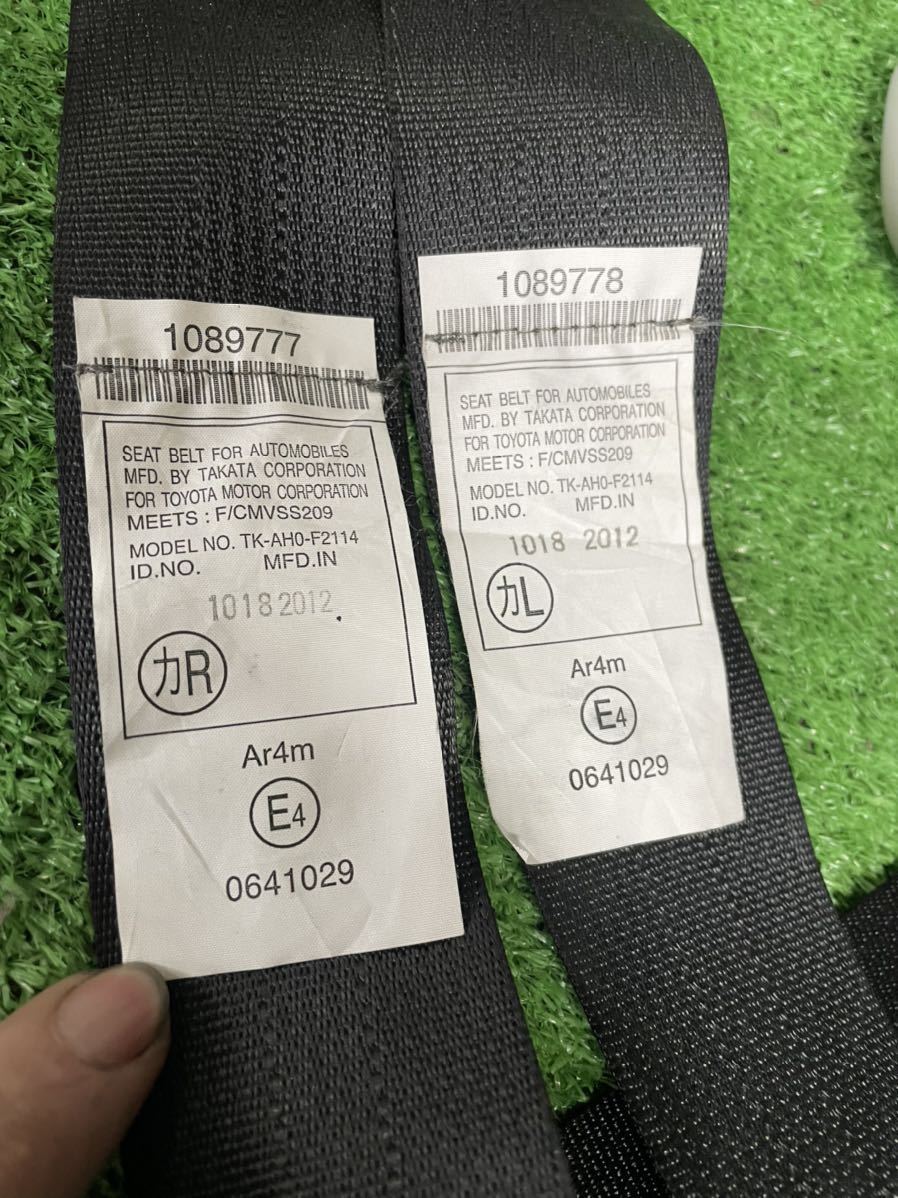 1089777
SEAT BELT FOR AUTOMOBILES
MFD. BY TAKATA CORPORATION
FOR TOYOTA MOTOR CORPORATION
MEETS : F/CMVSS209
MODEL NO. TK-AH0-F2114
ID.NO. MFD.IN
1018 2012
カR
Ar4m
E4
0641029
1089778
SEAT BELT FOR AUTOMOBILES
MFD. BY TAKATA CORPORATION
FOR TOYOTA MOTOR CORPORATION
MEETS : F/CMVSS209
MODEL NO. TK-AH0-F2114
ID.NO. MFD.IN
1018 2012
カL
Ar4m
E4
0641029